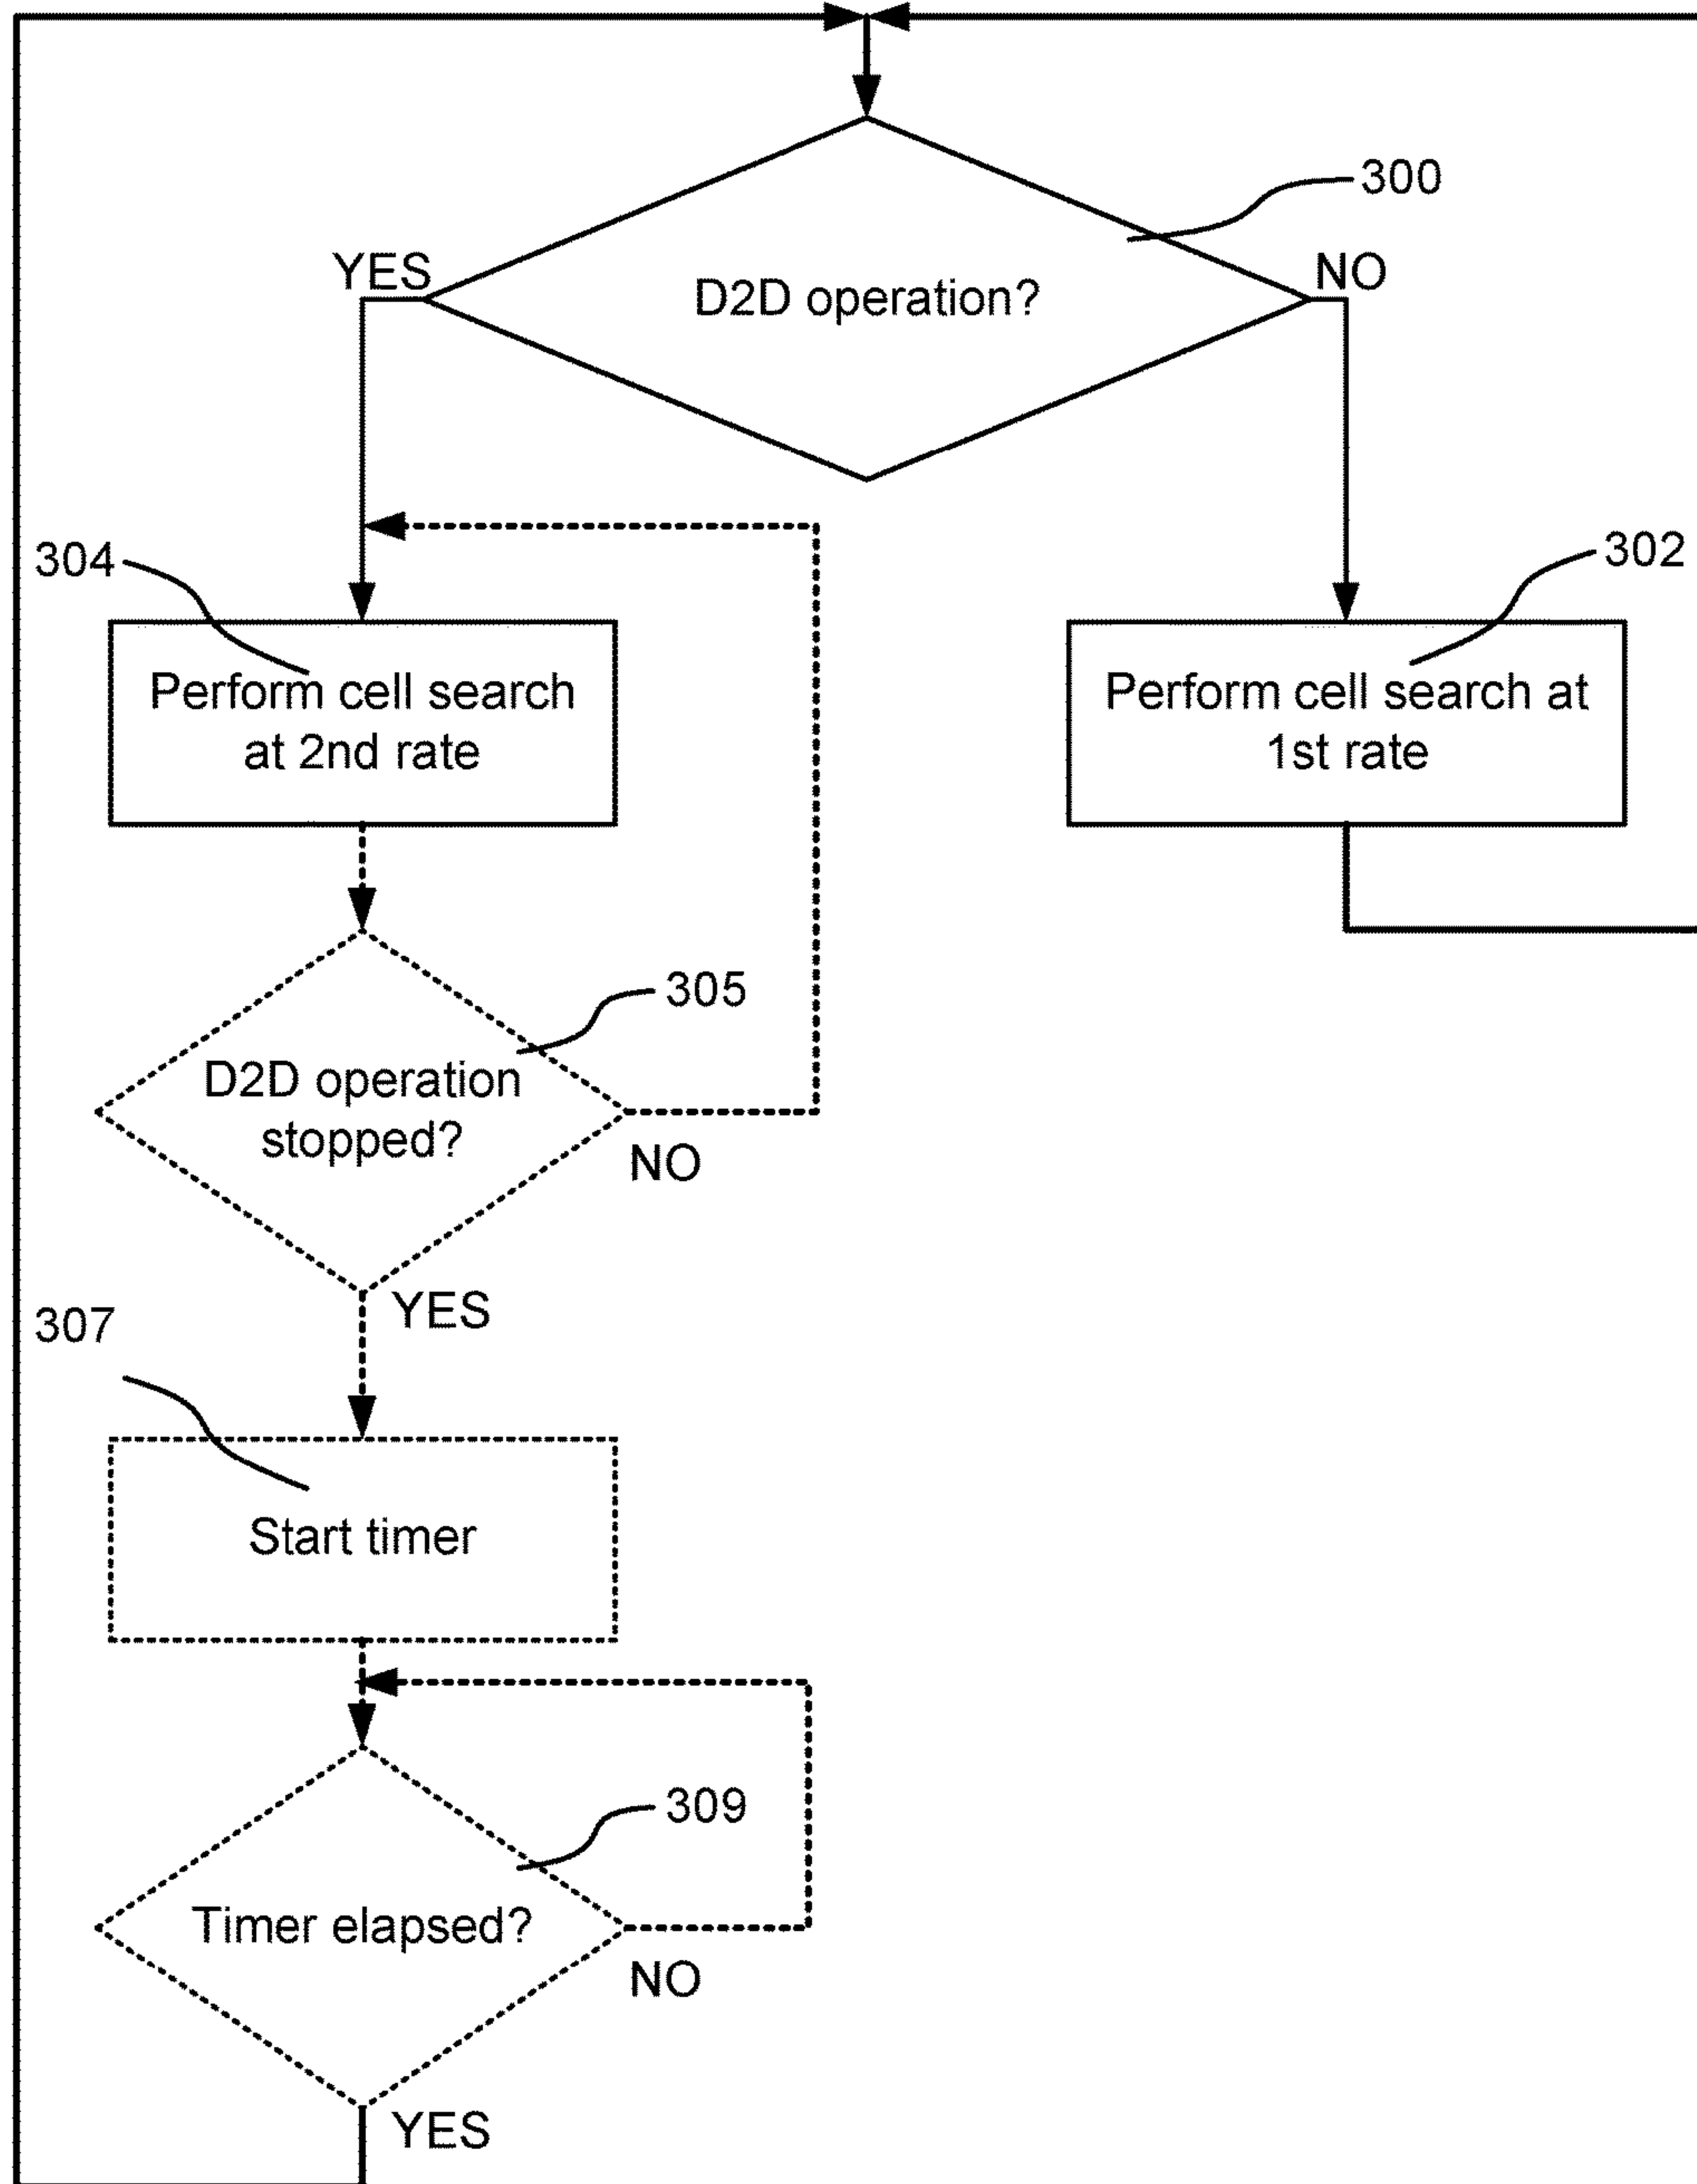 300
YES
NO
D2D operation?
304
302
Perform cell search
at 2nd rate
Perform cell search at
1st rate
305
D2D operation
stopped?
NO
YES
307
Start timer
309
Timer elapsed?
NO
YES